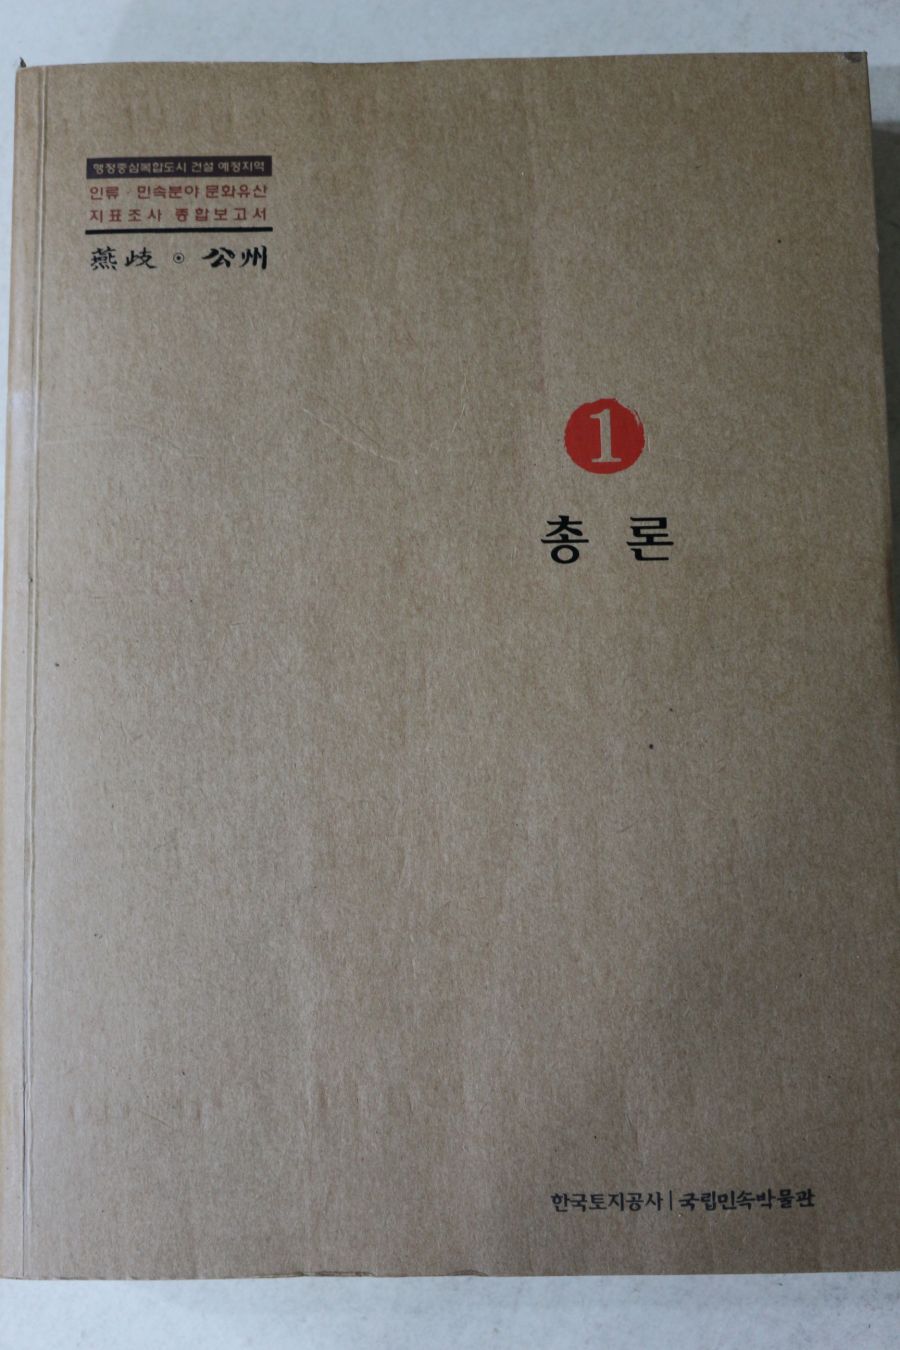 행정중심복합도시 건설 예정지역
인류·민속분야 문화유산
지표조사 종합보고서
燕歧 ◉ 公州
1
총 론
한국토지공사 | 국립민속박물관